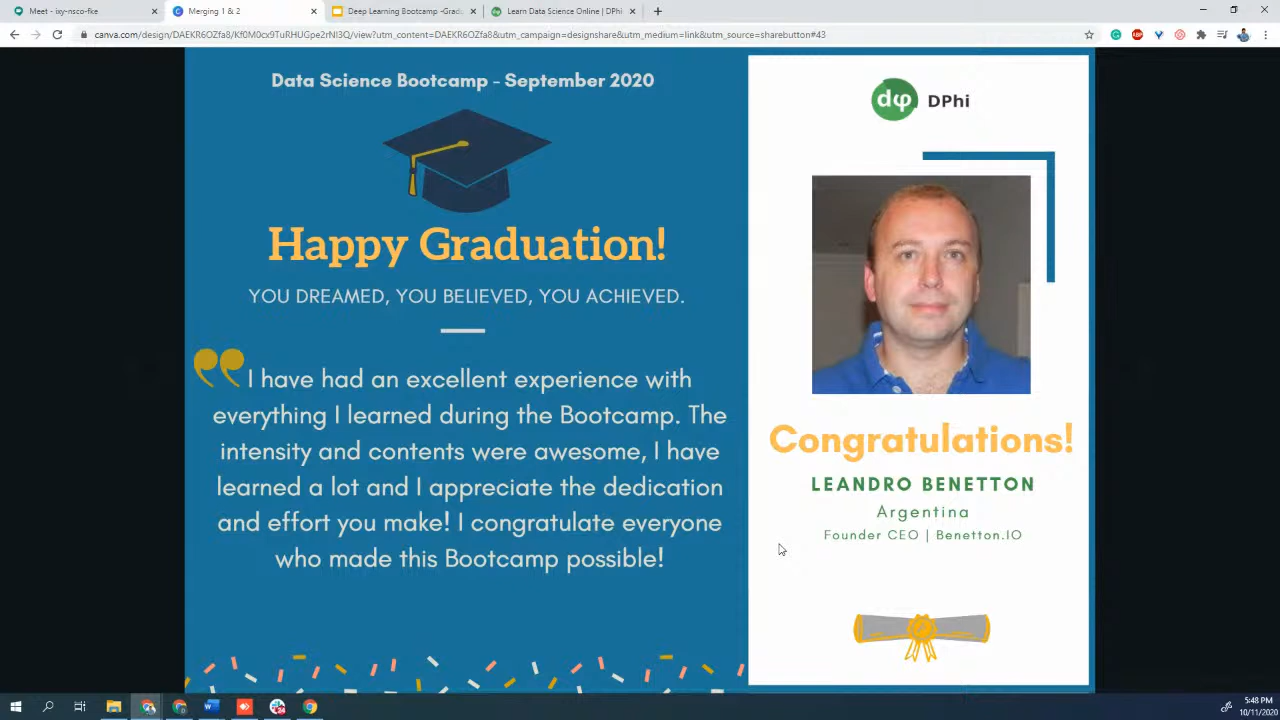 Meet - ixy-nsco-fke
Merging 1 & 2
Deep Learning Bootcamp -Grad
Learn Data Science Online | DPhi
canva.com/design/DAEKR6OZfa8/Kf0M0cx9TuRHUGpe2rNI3Q/view?utm_content=DAEKR6OZfa8&utm_campaign=designshare&utm_medium=link&utm_source=sharebutton#43
Data Science Bootcamp - September 2020
Happy Graduation!
YOU DREAMED, YOU BELIEVED, YOU ACHIEVED.
I have had an excellent experience with
everything I learned during the Bootcamp. The
intensity and contents were awesome, I have
learned a lot and I appreciate the dedication
and effort you make! I congratulate everyone
who made this Bootcamp possible!
dφ DPhi
Congratulations!
LEANDRO BENETTON
Argentina
Founder CEO | Benetton.IO
5:48 PM
10/11/2020